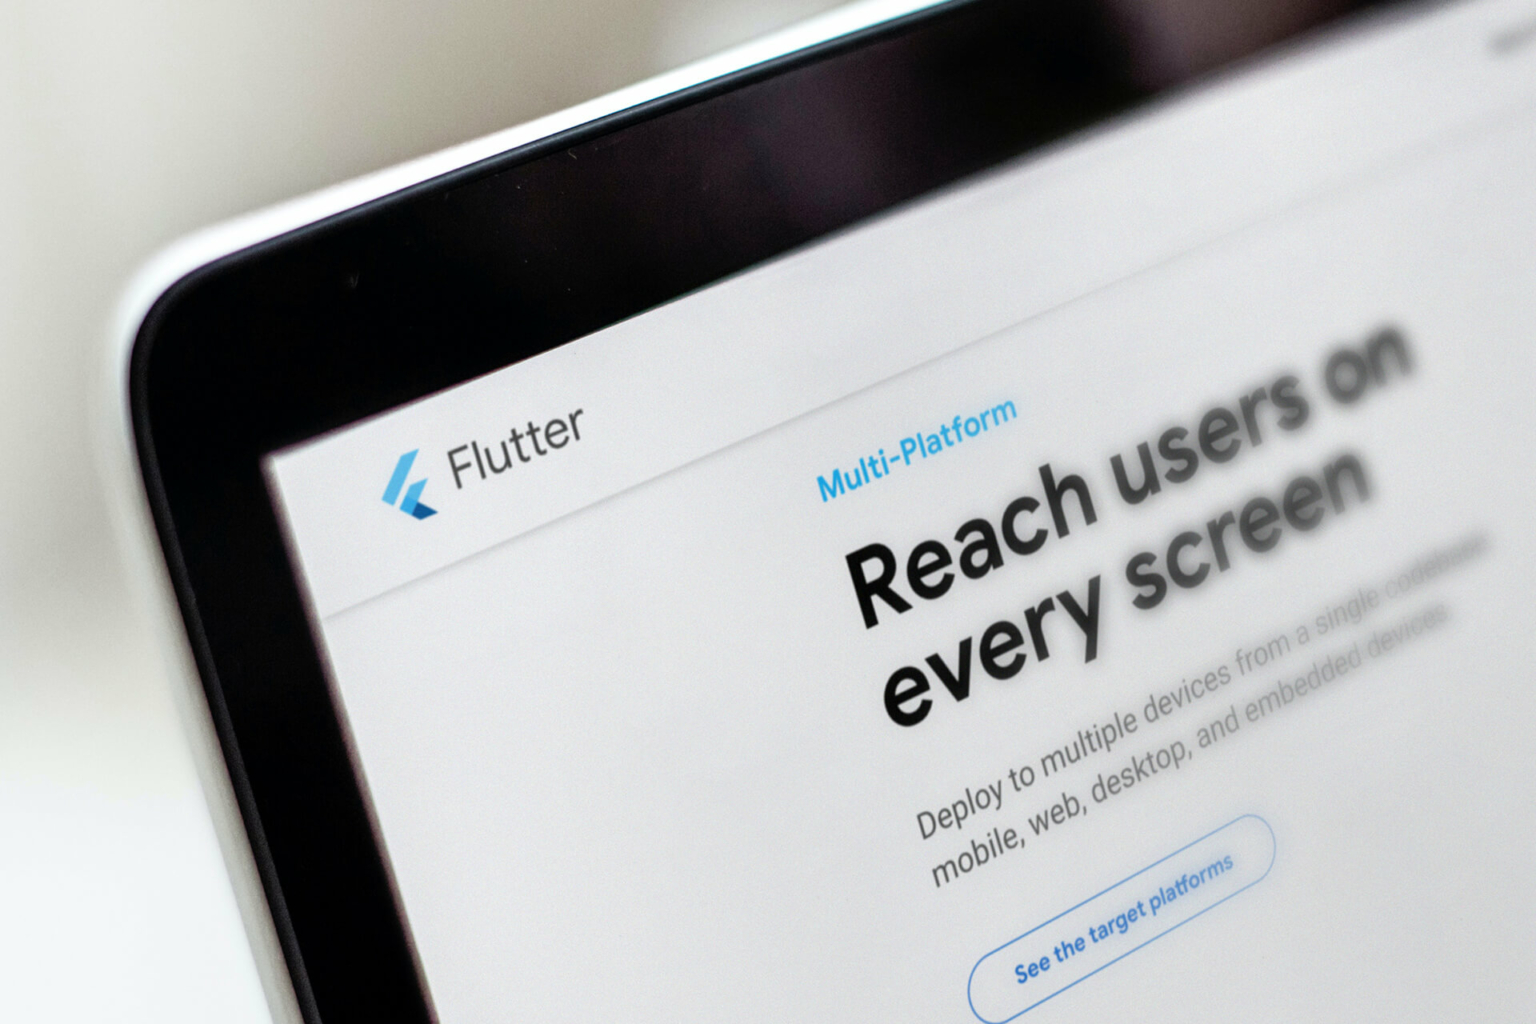 Flutter
Multi-Platform
Reach users on
every screen
Deploy to multiple devices from a single codebase:
mobile, web, desktop, and embedded devices.
See the target platforms